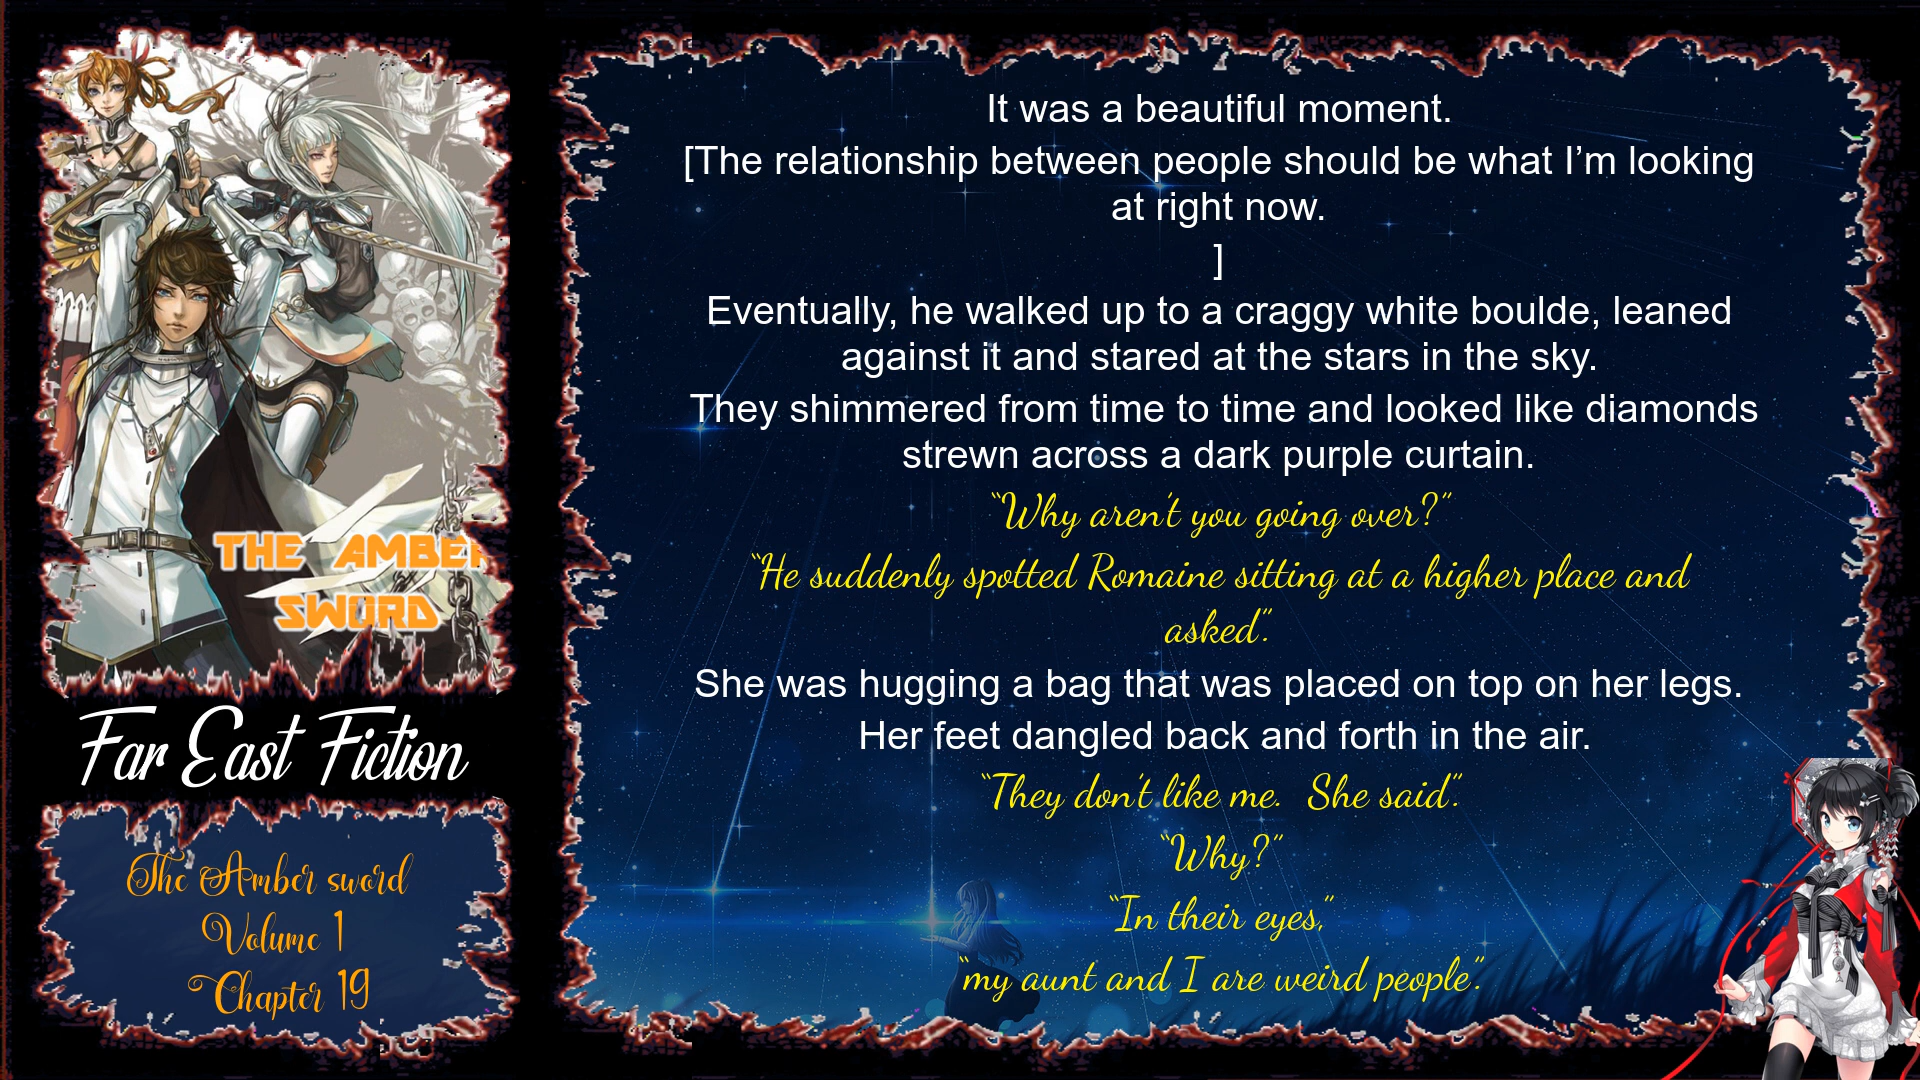 THE AMBER
SWORD
Far East Fiction
The Amber sword
Volume 1
Chapter 19
It was a beautiful moment.
[The relationship between people should be what I’m looking
at right now.
]
Eventually, he walked up to a craggy white boulde, leaned
against it and stared at the stars in the sky.
They shimmered from time to time and looked like diamonds
strewn across a dark purple curtain.
“Why aren’t you going over?”
“He suddenly spotted Romaine sitting at a higher place and
asked”.
She was hugging a bag that was placed on top on her legs.
Her feet dangled back and forth in the air.
“They don’t like me.  She said”.
“Why?”
“In their eyes,”
“my aunt and I are weird people”.